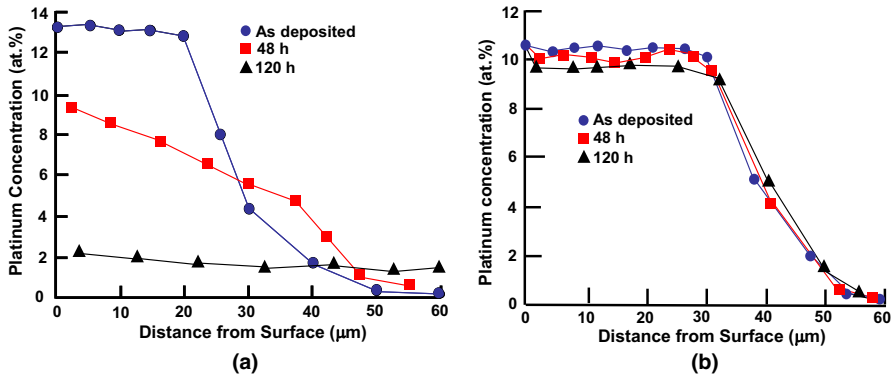 Platinum Concentration (at.%)
14
12
10
8
6
4
2
0
As deposited
48 h
120 h
0 10 20 30 40 50 60
Distance from Surface (μm)
(a)
Platinum concentration (at.%)
12
10
8
6
4
2
0
As deposited
48 h
120 h
0 10 20 30 40 50 60
Distance from Surface (μm)
(b)